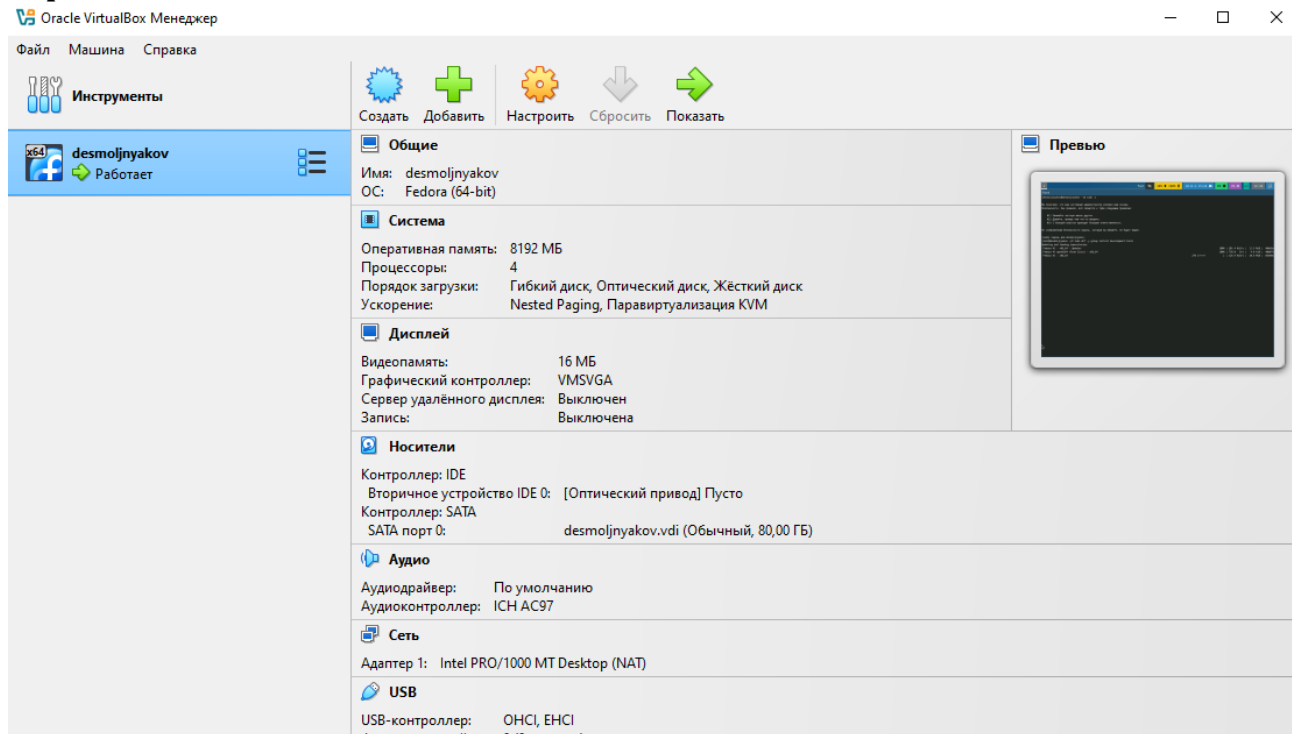 Oracle VirtualBox Менеджер
Файл Машина Справка
Инструменты
Создать Добавить Настроить Сбросить Показать
x64
desmoljnyakov
Работает
Общие
Имя: desmoljnyakov
ОС: Fedora (64-bit)
Превью
Система
Оперативная память: 8192 МБ
Процессоры: 4
Порядок загрузки: Гибкий диск, Оптический диск, Жёсткий диск
Ускорение: Nested Paging, Паравиртуализация KVM
Дисплей
Видеопамять: 16 МБ
Графический контроллер: VMSVGA
Сервер удалённого дисплея: Выключен
Запись: Выключена
Носители
Контроллер: IDE
Вторичное устройство IDE 0: [Оптический привод] Пусто
Контроллер: SATA
SATA порт 0: desmoljnyakov.vdi (Обычный, 80,00 ГБ)
Аудио
Аудиодрайвер: По умолчанию
Аудиоконтроллер: ICH AC97
Сеть
Адаптер 1: Intel PRO/1000 MT Desktop (NAT)
USB
USB-контроллер: OHCI, EHCI